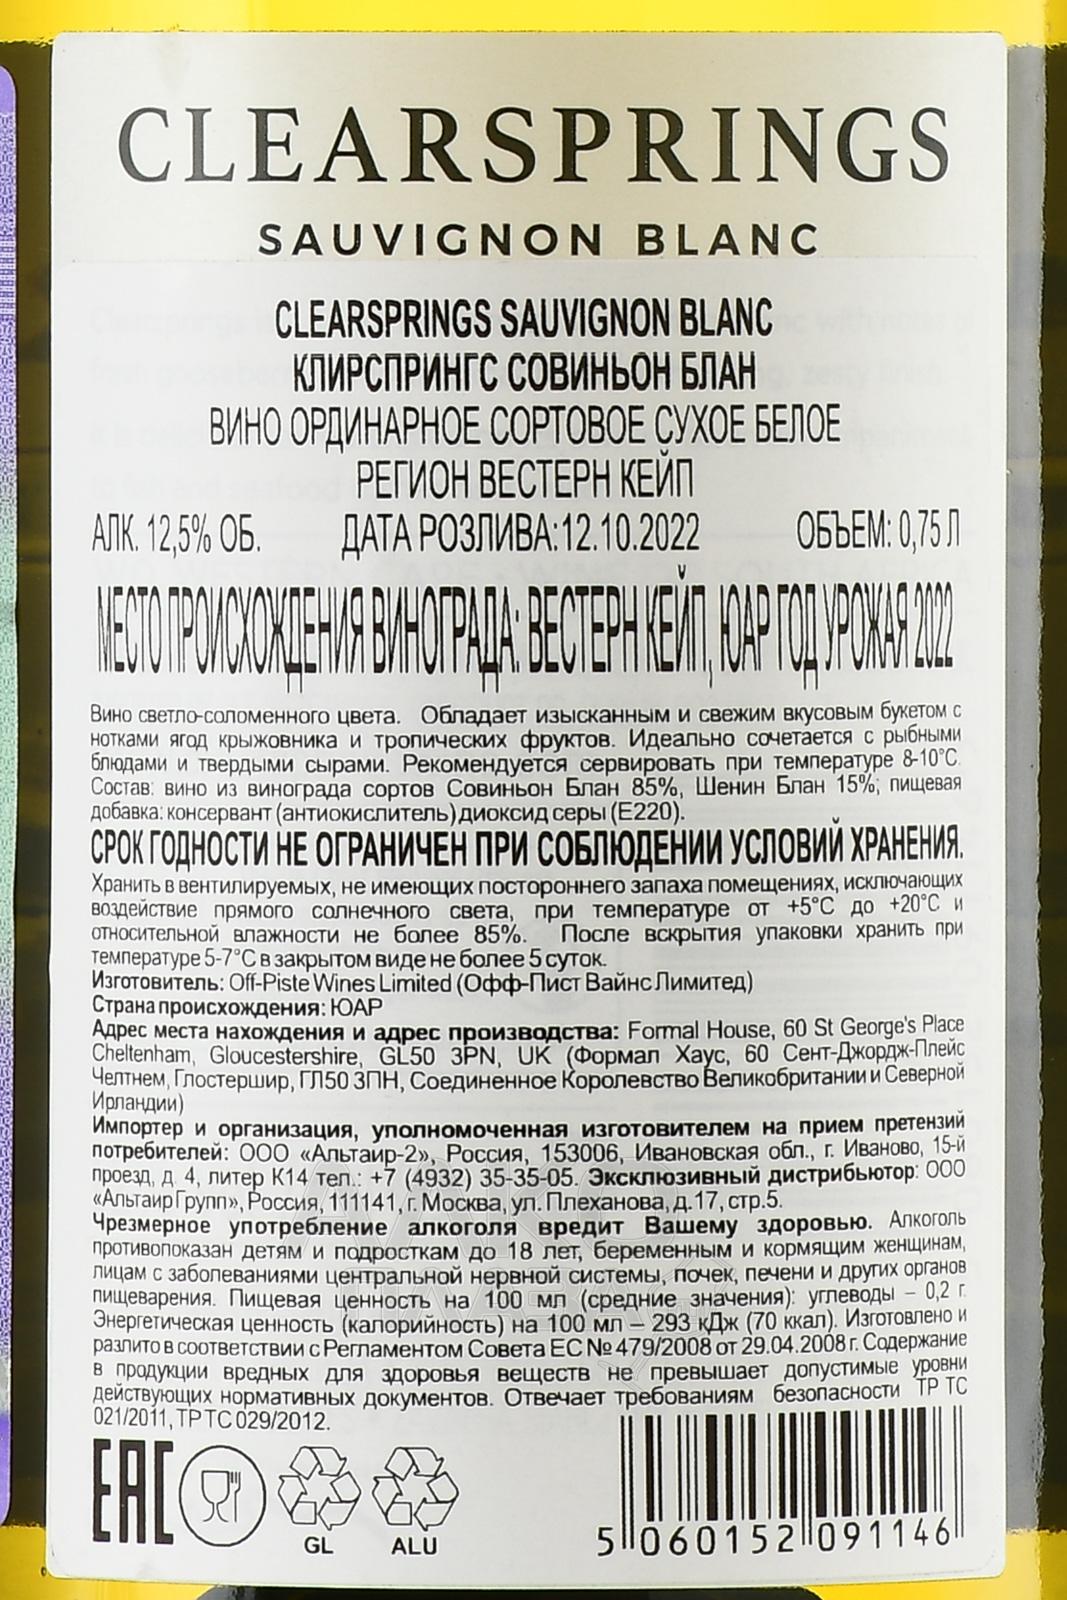 CLEARSPRINGS
SAUVIGNON BLANC
CLEARSPRINGS SAUVIGNON BLANC
КЛИРСПРИНГС СОВИНЬОН БЛАН
ВИНО ОРДИНАРНОЕ СОРТОВОЕ СУХОЕ БЕЛОЕ
РЕГИОН ВЕСТЕРН КЕЙП
АЛК. 12,5% ОБ. ДАТА РОЗЛИВА:12.10.2022 ОБЪЕМ: 0,75 Л
МЕСТО ПРОИСХОЖДЕНИЯ ВИНОГРАДА: ВЕСТЕРН КЕЙП, ЮАР ГОД УРОЖАЯ 2022
Вино светло-соломенного цвета. Обладает изысканным и свежим вкусовым букетом с
нотками ягод крыжовника и тропических фруктов. Идеально сочетается с рыбными
блюдами и твердыми сырами. Рекомендуется сервировать при температуре 8-10°С.
Состав: вино из винограда сортов Совиньон Блан 85%, Шенин Блан 15%; пищевая
добавка: консервант (антиокислитель) диоксид серы (Е220).
СРОК ГОДНОСТИ НЕ ОГРАНИЧЕН ПРИ СОБЛЮДЕНИИ УСЛОВИЙ ХРАНЕНИЯ.
Хранить в вентилируемых, не имеющих постороннего запаха помещениях, исключающих
воздействие прямого солнечного света, при температуре от +5°С до +20°С и
относительной влажности не более 85%. После вскрытия упаковки хранить при
температуре 5-7°С в закрытом виде не более 5 суток.
Изготовитель: Off-Piste Wines Limited (Офф-Пист Вайнс Лимитед)
Страна происхождения: ЮАР
Адрес места нахождения и адрес производства: Formal House, 60 St George's Place
Cheltenham, Gloucestershire, GL50 3PN, UK (Формал Хаус, 60 Сент-Джордж-Плейс
Челтнем, Глостершир, ГЛ50 3ПН, Соединенное Королевство Великобритании и Северной
Ирландии)
Импортер и организация, уполномоченная изготовителем на прием претензий
потребителей: ООО «Альтаир-2», Россия, 153006, Ивановская обл., г. Иваново, 15-й
проезд, д. 4, литер К14 тел.: +7 (4932) 35-35-05. Эксклюзивный дистрибьютор: ООО
«Альтаир Групп», Россия, 111141, г. Москва, ул. Плеханова, д.17, стр.5.
Чрезмерное употребление алкоголя вредит Вашему здоровью. Алкоголь
противопоказан детям и подросткам до 18 лет, беременным и кормящим женщинам,
лицам с заболеваниями центральной нервной системы, почек, печени и других органов
пищеварения. Пищевая ценность на 100 мл (средние значения): углеводы – 0,2 г.
Энергетическая ценность (калорийность) на 100 мл – 293 кДж (70 ккал). Изготовлено и
разлито в соответствии с Регламентом Совета ЕС № 479/2008 от 29.04.2008 г. Содержание
в продукции вредных для здоровья веществ не превышает допустимые уровни
действующих нормативных документов. Отвечает требованиям безопасности ТР ТС
021/2011, ТР ТС 029/2012.
EAC
GL ALU
5 060152 091146